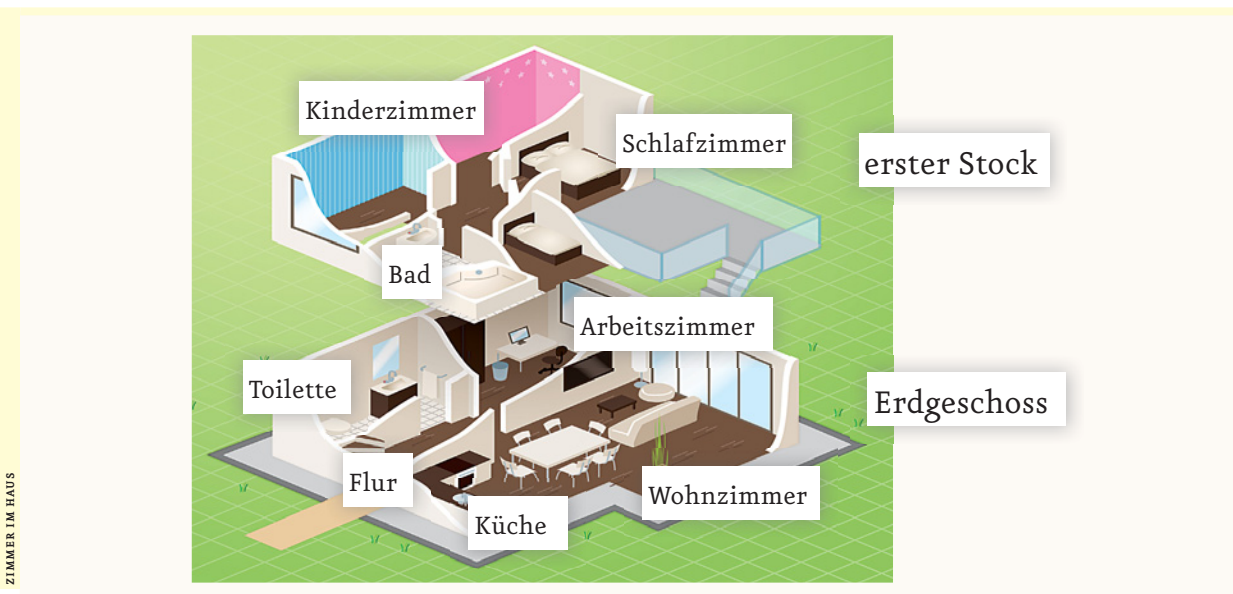 Kinderzimmer
Schlafzimmer
erster Stock
Bad
Arbeitszimmer
Toilette
Erdgeschoss
Flur
Wohnzimmer
Küche
ZIMMER IM HAUS